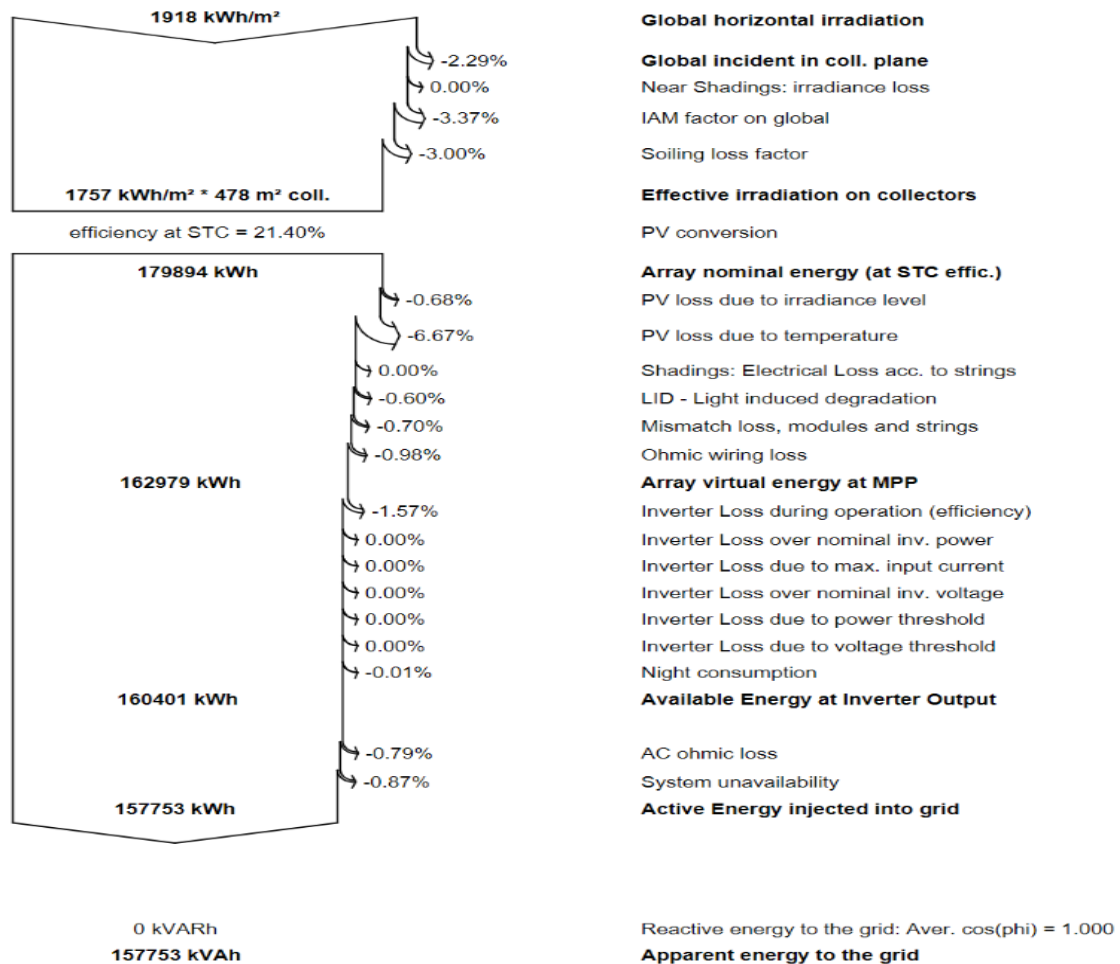 1918 kWh/m² Global horizontal irradiation
-2.29% Global incident in coll. plane
0.00% Near Shadings: irradiance loss
-3.37% IAM factor on global
-3.00% Soiling loss factor
1757 kWh/m² * 478 m² coll. Effective irradiation on collectors
efficiency at STC = 21.40% PV conversion
179894 kWh Array nominal energy (at STC effic.)
-0.68% PV loss due to irradiance level
-6.67% PV loss due to temperature
0.00% Shadings: Electrical Loss acc. to strings
-0.60% LID - Light induced degradation
-0.70% Mismatch loss, modules and strings
-0.98% Ohmic wiring loss
162979 kWh Array virtual energy at MPP
-1.57% Inverter Loss during operation (efficiency)
0.00% Inverter Loss over nominal inv. power
0.00% Inverter Loss due to max. input current
0.00% Inverter Loss over nominal inv. voltage
0.00% Inverter Loss due to power threshold
0.00% Inverter Loss due to voltage threshold
-0.01% Night consumption
160401 kWh Available Energy at Inverter Output
-0.79% AC ohmic loss
-0.87% System unavailability
157753 kWh Active Energy injected into grid
0 kVARh Reactive energy to the grid: Aver. cos(phi) = 1.000
157753 kVAh Apparent energy to the grid